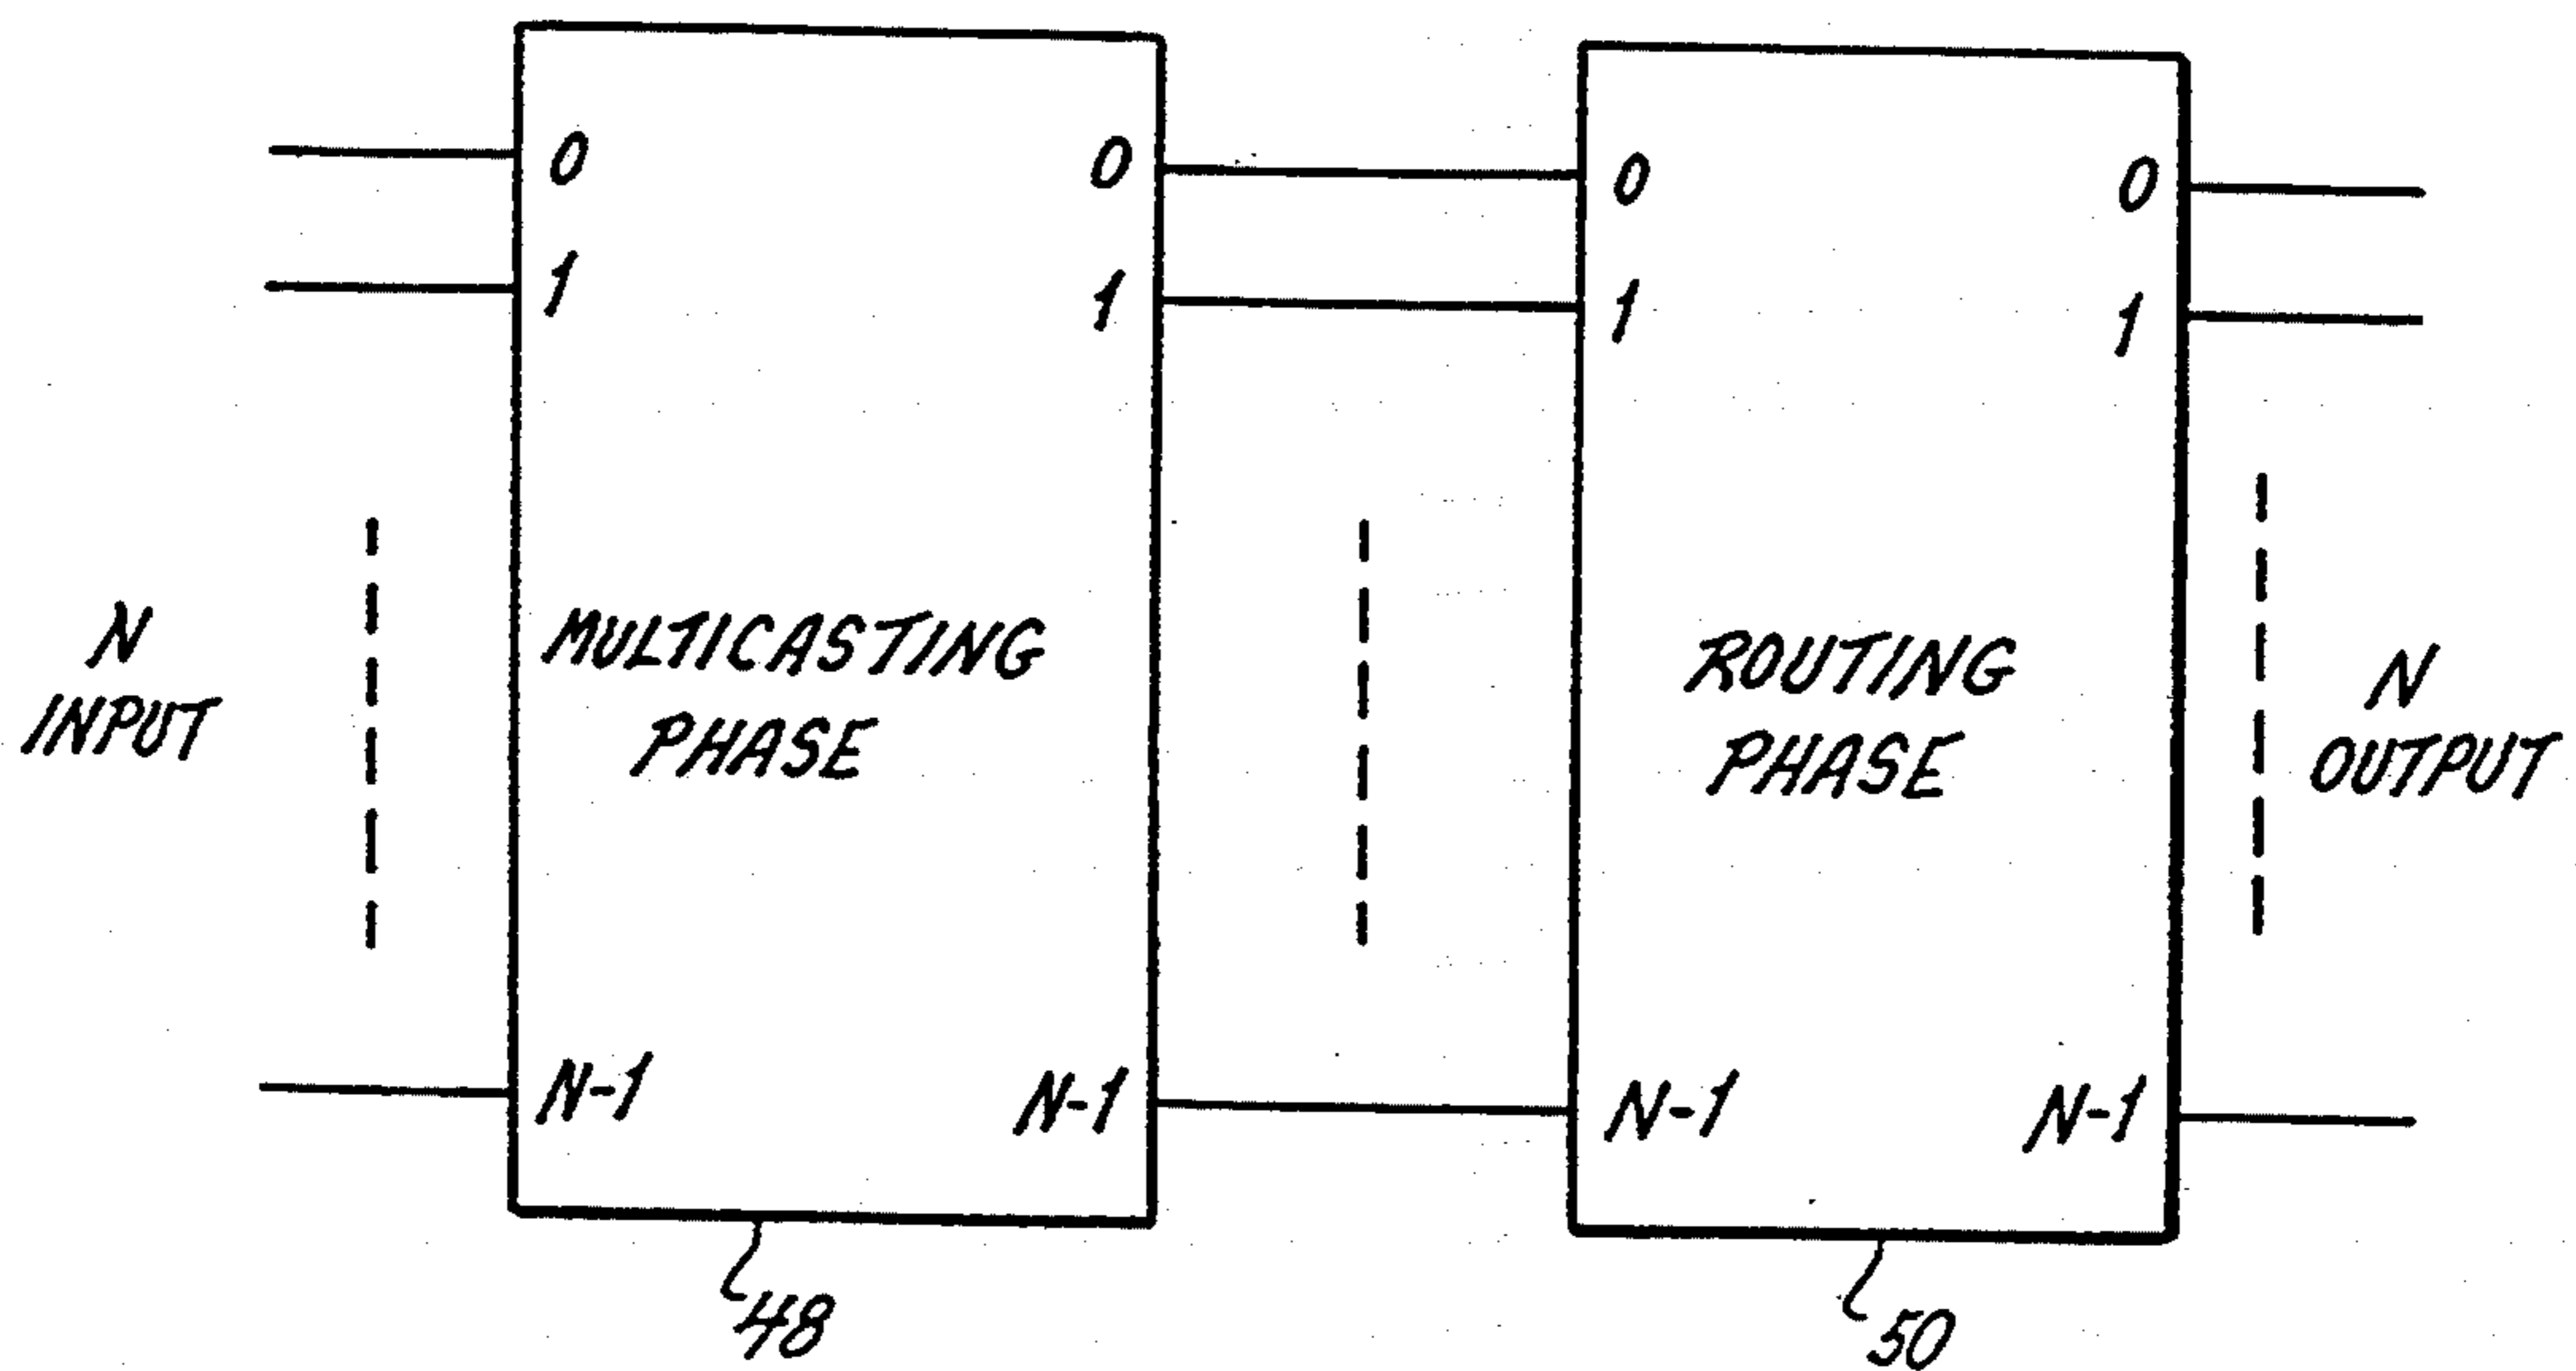 0 0 0 0
1 1 1 1
N
INPUT
MULTICASTING
PHASE
ROUTING
PHASE
N
OUTPUT
N-1 N-1 N-1 N-1
48
50